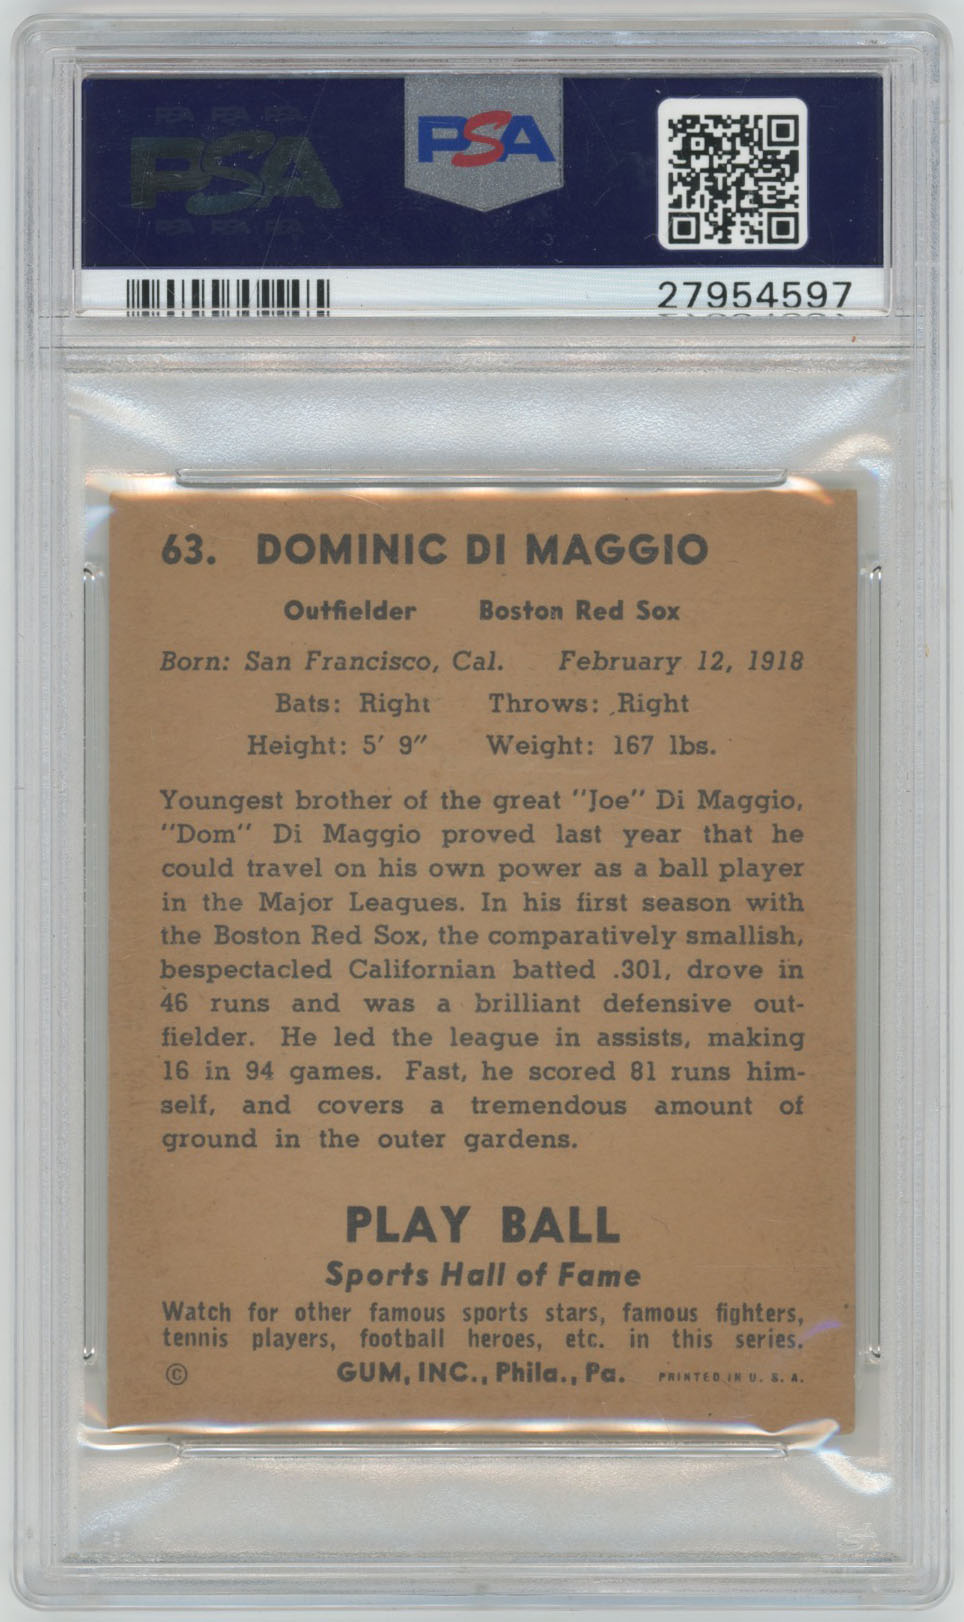 PSA PSA PSA
PSA
PSA PSA PSA
PSA
27954597
63. DOMINIC DI MAGGIO
Outfielder Boston Red Sox
Born: San Francisco, Cal. February 12, 1918
Bats: Right Throws: Right
Height: 5' 9" Weight: 167 lbs.
Youngest brother of the great "Joe" Di Maggio,
"Dom" Di Maggio proved last year that he
could travel on his own power as a ball player
in the Major Leagues. In his first season with
the Boston Red Sox, the comparatively smallish,
bespectacled Californian batted .301, drove in
46 runs and was a brilliant defensive out-
fielder. He led the league in assists, making
16 in 94 games. Fast, he scored 81 runs him-
self, and covers a tremendous amount of
ground in the outer gardens.
PLAY BALL
Sports Hall of Fame
Watch for other famous sports stars, famous fighters,
tennis players, football heroes, etc. in this series.
© GUM, INC., Phila., Pa. PRINTED IN U. S. A.